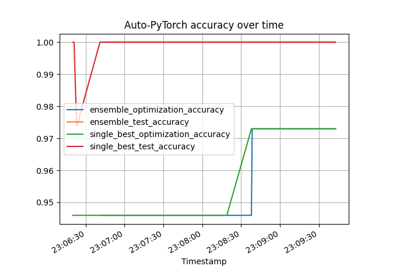 Auto-PyTorch accuracy over time
1.00
0.99
0.98
0.97
0.96
0.95
ensemble_optimization_accuracy
ensemble_test_accuracy
single_best_optimization_accuracy
single_best_test_accuracy
23:06:30
23:07:00
23:07:30
23:08:00
23:08:30
23:09:00
23:09:30
Timestamp